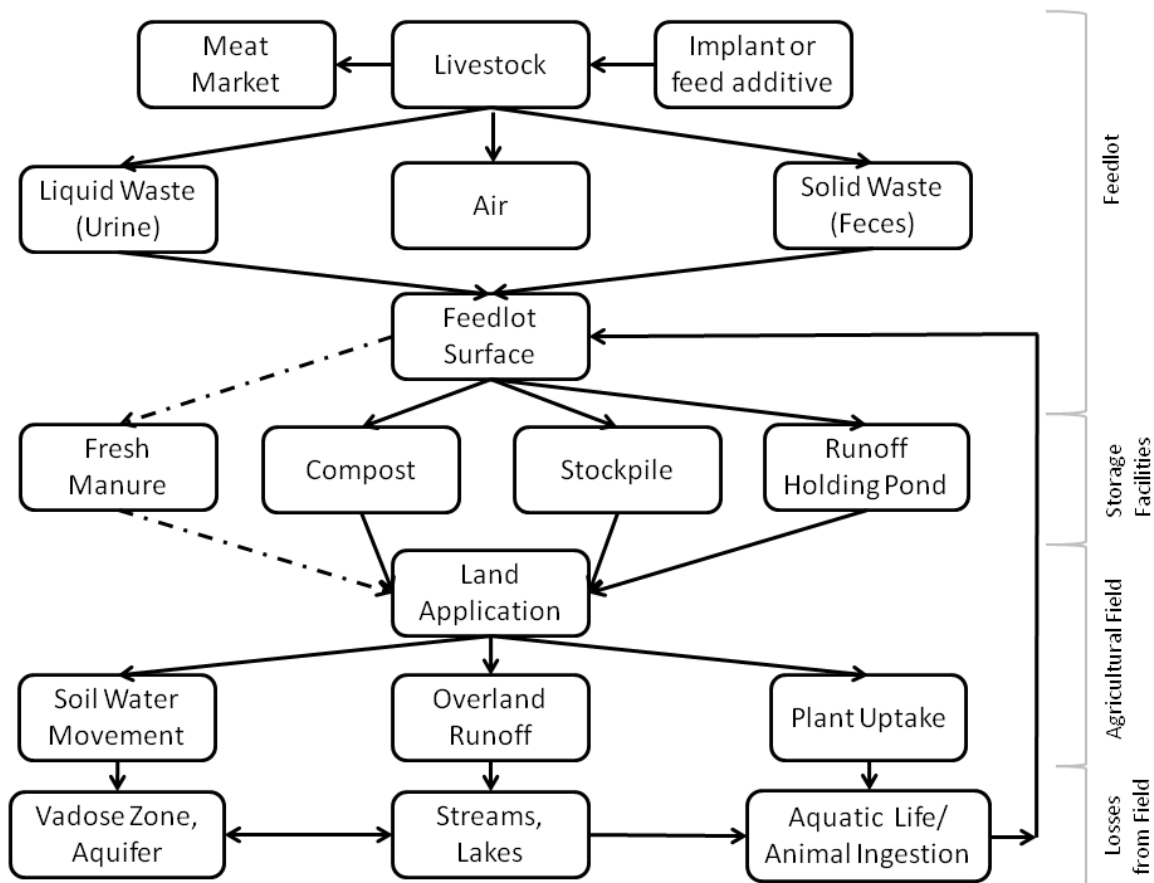 Meat
Market
Livestock
Implant or
feed additive
Liquid Waste
(Urine)
Air
Solid Waste
(Feces)
Feedlot
Surface
Feedlot
Fresh
Manure
Compost
Stockpile
Runoff
Holding Pond
Storage
Facilities
Land
Application
Soil Water
Movement
Overland
Runoff
Plant Uptake
Agricultural Field
Vadose Zone,
Aquifer
Streams,
Lakes
Aquatic Life/
Animal Ingestion
Losses
from Field